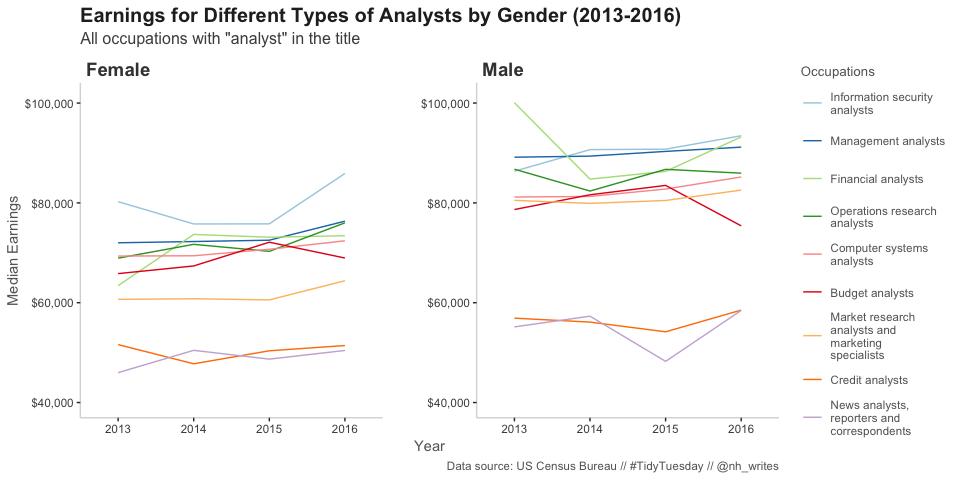 Earnings for Different Types of Analysts by Gender (2013-2016)
All occupations with "analyst" in the title
Female
Male
Median Earnings
$100,000
$80,000
$60,000
$40,000
2013
2014
2015
2016
$100,000
$80,000
$60,000
$40,000
2013
2014
2015
2016
Year
Occupations
Information security
analysts
Management analysts
Financial analysts
Operations research
analysts
Computer systems
analysts
Budget analysts
Market research
analysts and
marketing
specialists
Credit analysts
News analysts,
reporters and
correspondents
Data source: US Census Bureau // #TidyTuesday // @nh_writes